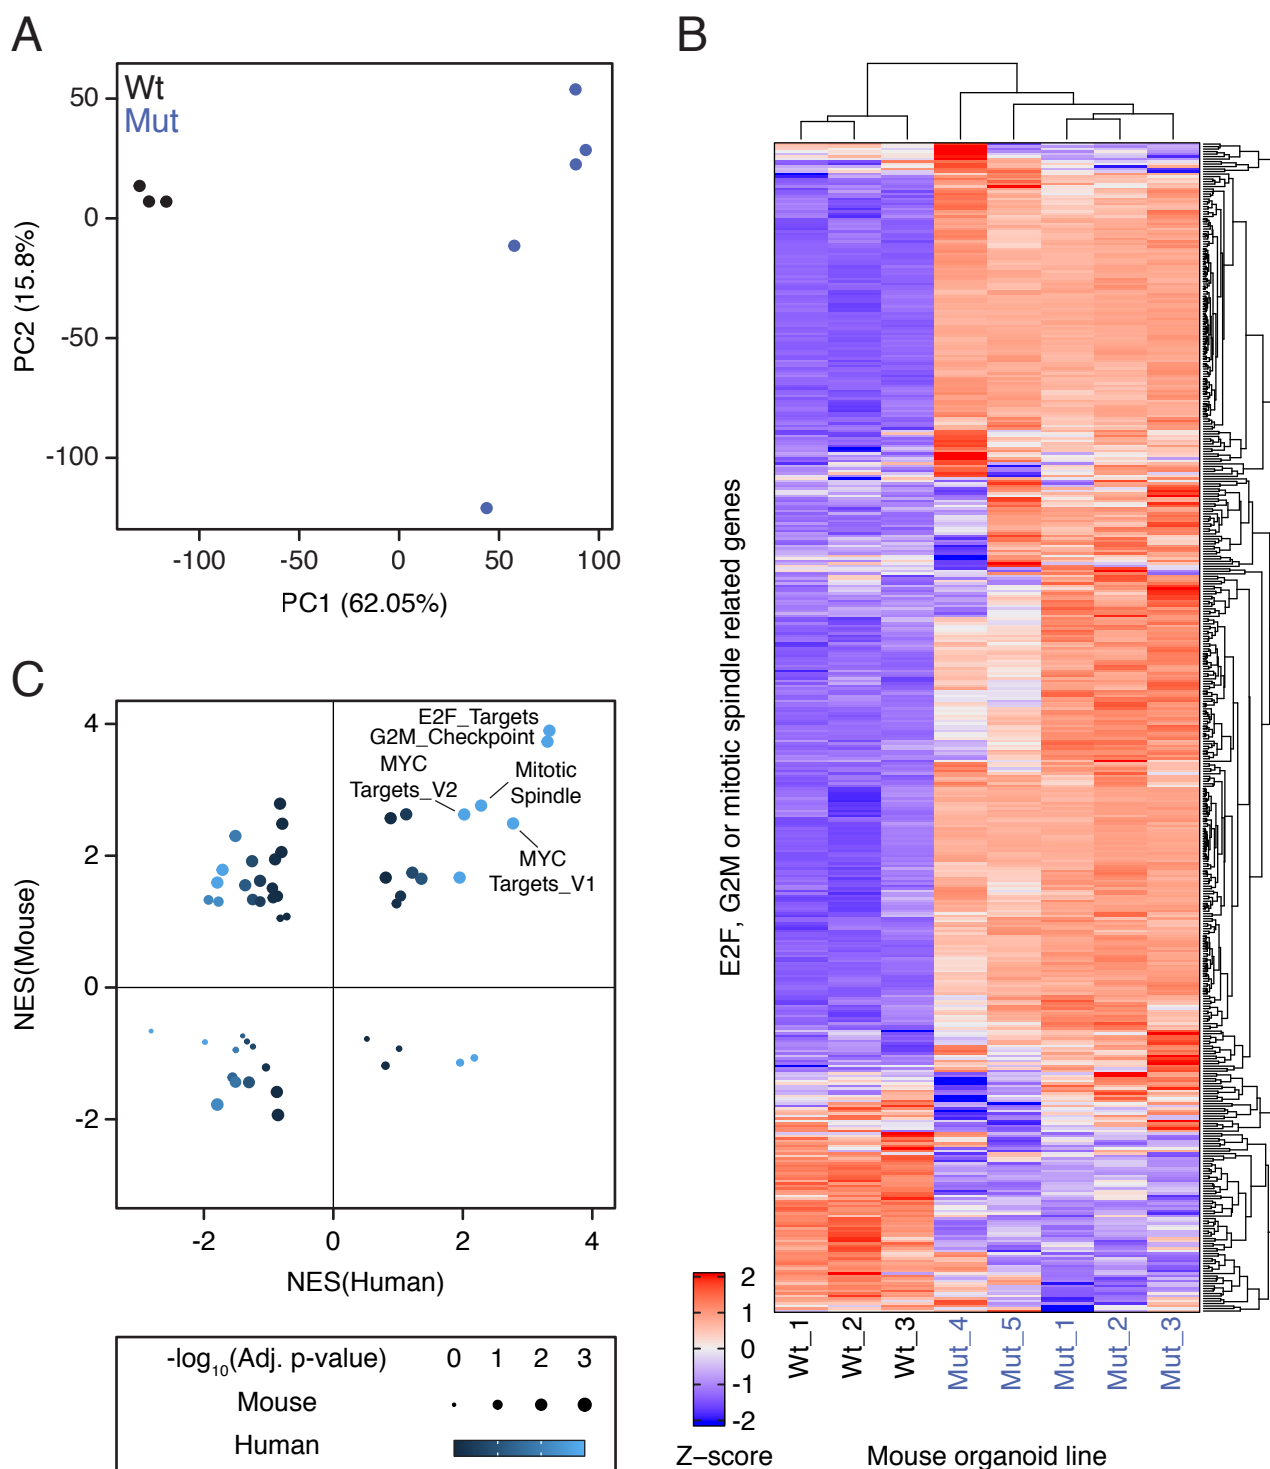 A
Wt
Mut
50
0
-50
-100
PC2 (15.8%)
-100
-50
0
50
100
PC1 (62.05%)
B
E2F, G2M or mitotic spindle related genes
2
1
0
-1
-2
Z−score
Wt_1
Wt_2
Wt_3
Mut_4
Mut_5
Mut_1
Mut_2
Mut_3
Mouse organoid line
C
E2F_Targets
G2M_Checkpoint
MYC
Targets_V2
Mitotic
Spindle
MYC
Targets_V1
4
2
0
-2
NES(Mouse)
-2
0
2
4
NES(Human)
-log10(Adj. p-value) 0 1 2 3
Mouse
Human